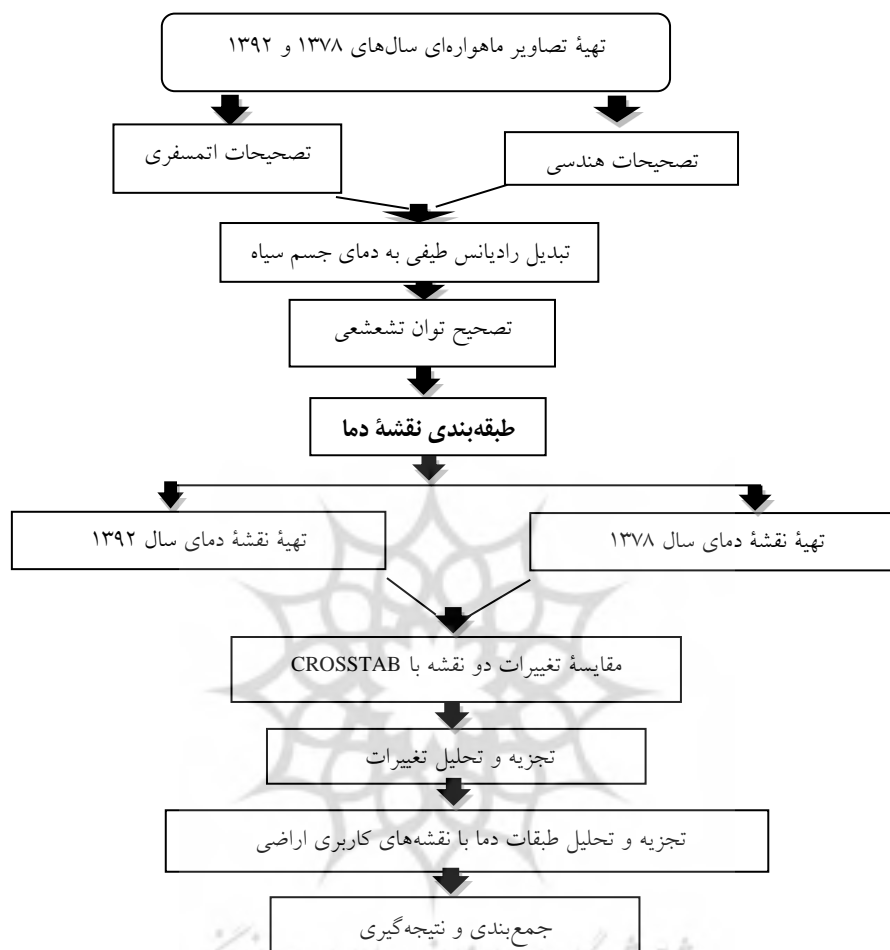 تهیهٔ تصاویر ماهواره‌ای سال‌های ۱۳۷۸ و ۱۳۹۲
تصحیحات هندسی
تصحیحات اتمسفری
تبدیل رادیانس طیفی به دمای جسم سیاه
تصحیح توان تشعشعی
طبقه‌بندی نقشهٔ دما
تهیهٔ نقشهٔ دمای سال ۱۳۷۸
تهیهٔ نقشهٔ دمای سال ۱۳۹۲
مقایسهٔ تغییرات دو نقشه با CROSSTAB
تجزیه و تحلیل تغییرات
تجزیه و تحلیل طبقات دما با نقشه‌های کاربری اراضی
جمع‌بندی و نتیجه‌گیری